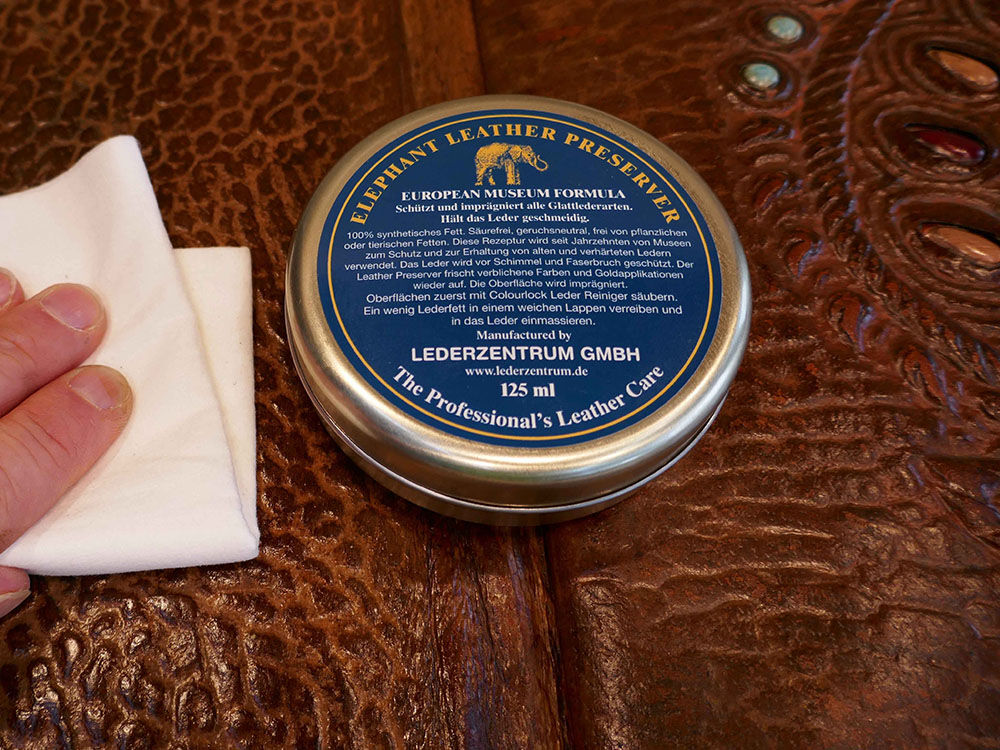 ELEPHANT LEATHER PRESERVER
EUROPEAN MUSEUM FORMULA
Schützt und imprägniert alle Glattlederarten.
Hält das Leder geschmeidig.
100% synthetisches Fett. Säurefrei, geruchsneutral, frei von pflanzlichen
oder tierischen Fetten. Diese Rezeptur wird seit Jahrzehnten von Museen
zum Schutz und zur Erhaltung von alten und verhärteten Ledern
verwendet. Das Leder wird vor Schimmel und Faserbruch geschützt. Der
Leather Preserver frischt verblichene Farben und Goldapplikationen
wieder auf. Die Oberfläche wird imprägniert.
Oberflächen zuerst mit Colourlock Leder Reiniger säubern.
Ein wenig Lederfett in einem weichen Lappen verreiben und
in das Leder einmassieren.
Manufactured by
LEDERZENTRUM GMBH
www.lederzentrum.de
125 ml
The Professional's Leather Care